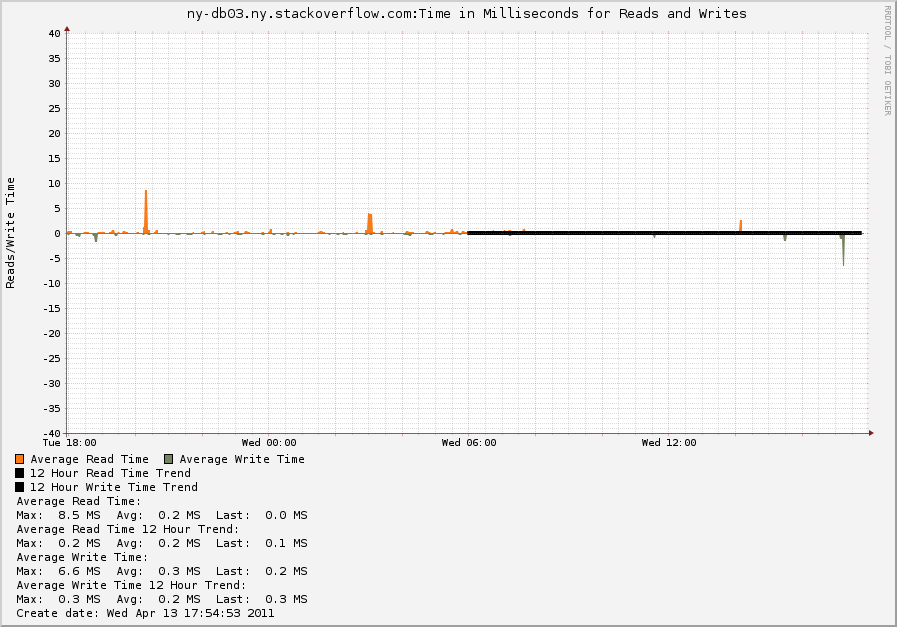 ny-db03.ny.stackoverflow.com:Time in Milliseconds for Reads and Writes
RRDTOOL / TOBI OETIKER
Reads/Write Time
40
35
30
25
20
15
10
5
0
-5
-10
-15
-20
-25
-30
-35
-40
Tue 18:00 Wed 00:00 Wed 06:00 Wed 12:00
Average Read Time Average Write Time
12 Hour Read Time Trend
12 Hour Write Time Trend
Average Read Time:
Max: 8.5 MS Avg: 0.2 MS Last: 0.0 MS
Average Read Time 12 Hour Trend:
Max: 0.2 MS Avg: 0.2 MS Last: 0.1 MS
Average Write Time:
Max: 6.6 MS Avg: 0.3 MS Last: 0.2 MS
Average Write Time 12 Hour Trend:
Max: 0.3 MS Avg: 0.2 MS Last: 0.3 MS
Create date: Wed Apr 13 17:54:53 2011